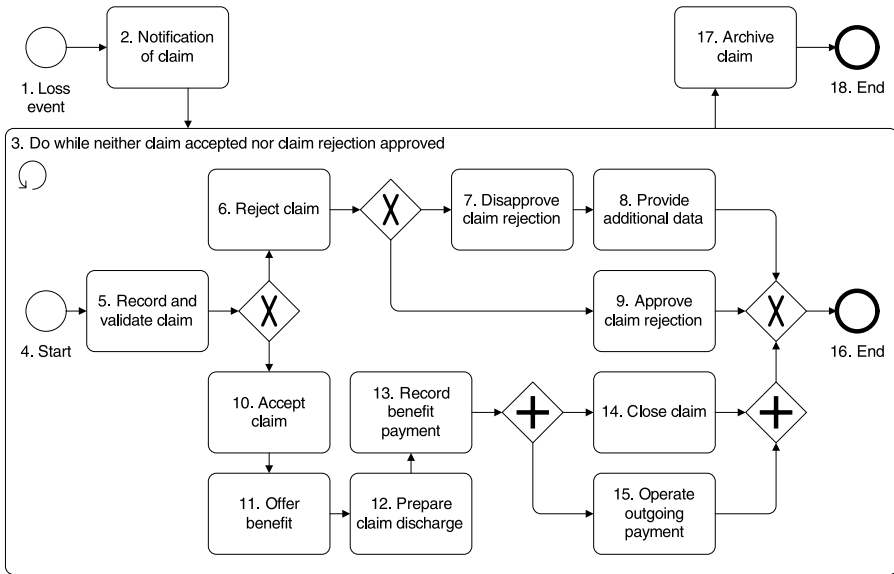 1. Loss
event
2. Notification
of claim
17. Archive
claim
18. End
3. Do while neither claim accepted nor claim rejection approved
4. Start
5. Record and
validate claim
6. Reject claim
7. Disapprove
claim rejection
8. Provide
additional data
9. Approve
claim rejection
10. Accept
claim
11. Offer
benefit
12. Prepare
claim discharge
13. Record
benefit
payment
14. Close claim
15. Operate
outgoing
payment
16. End